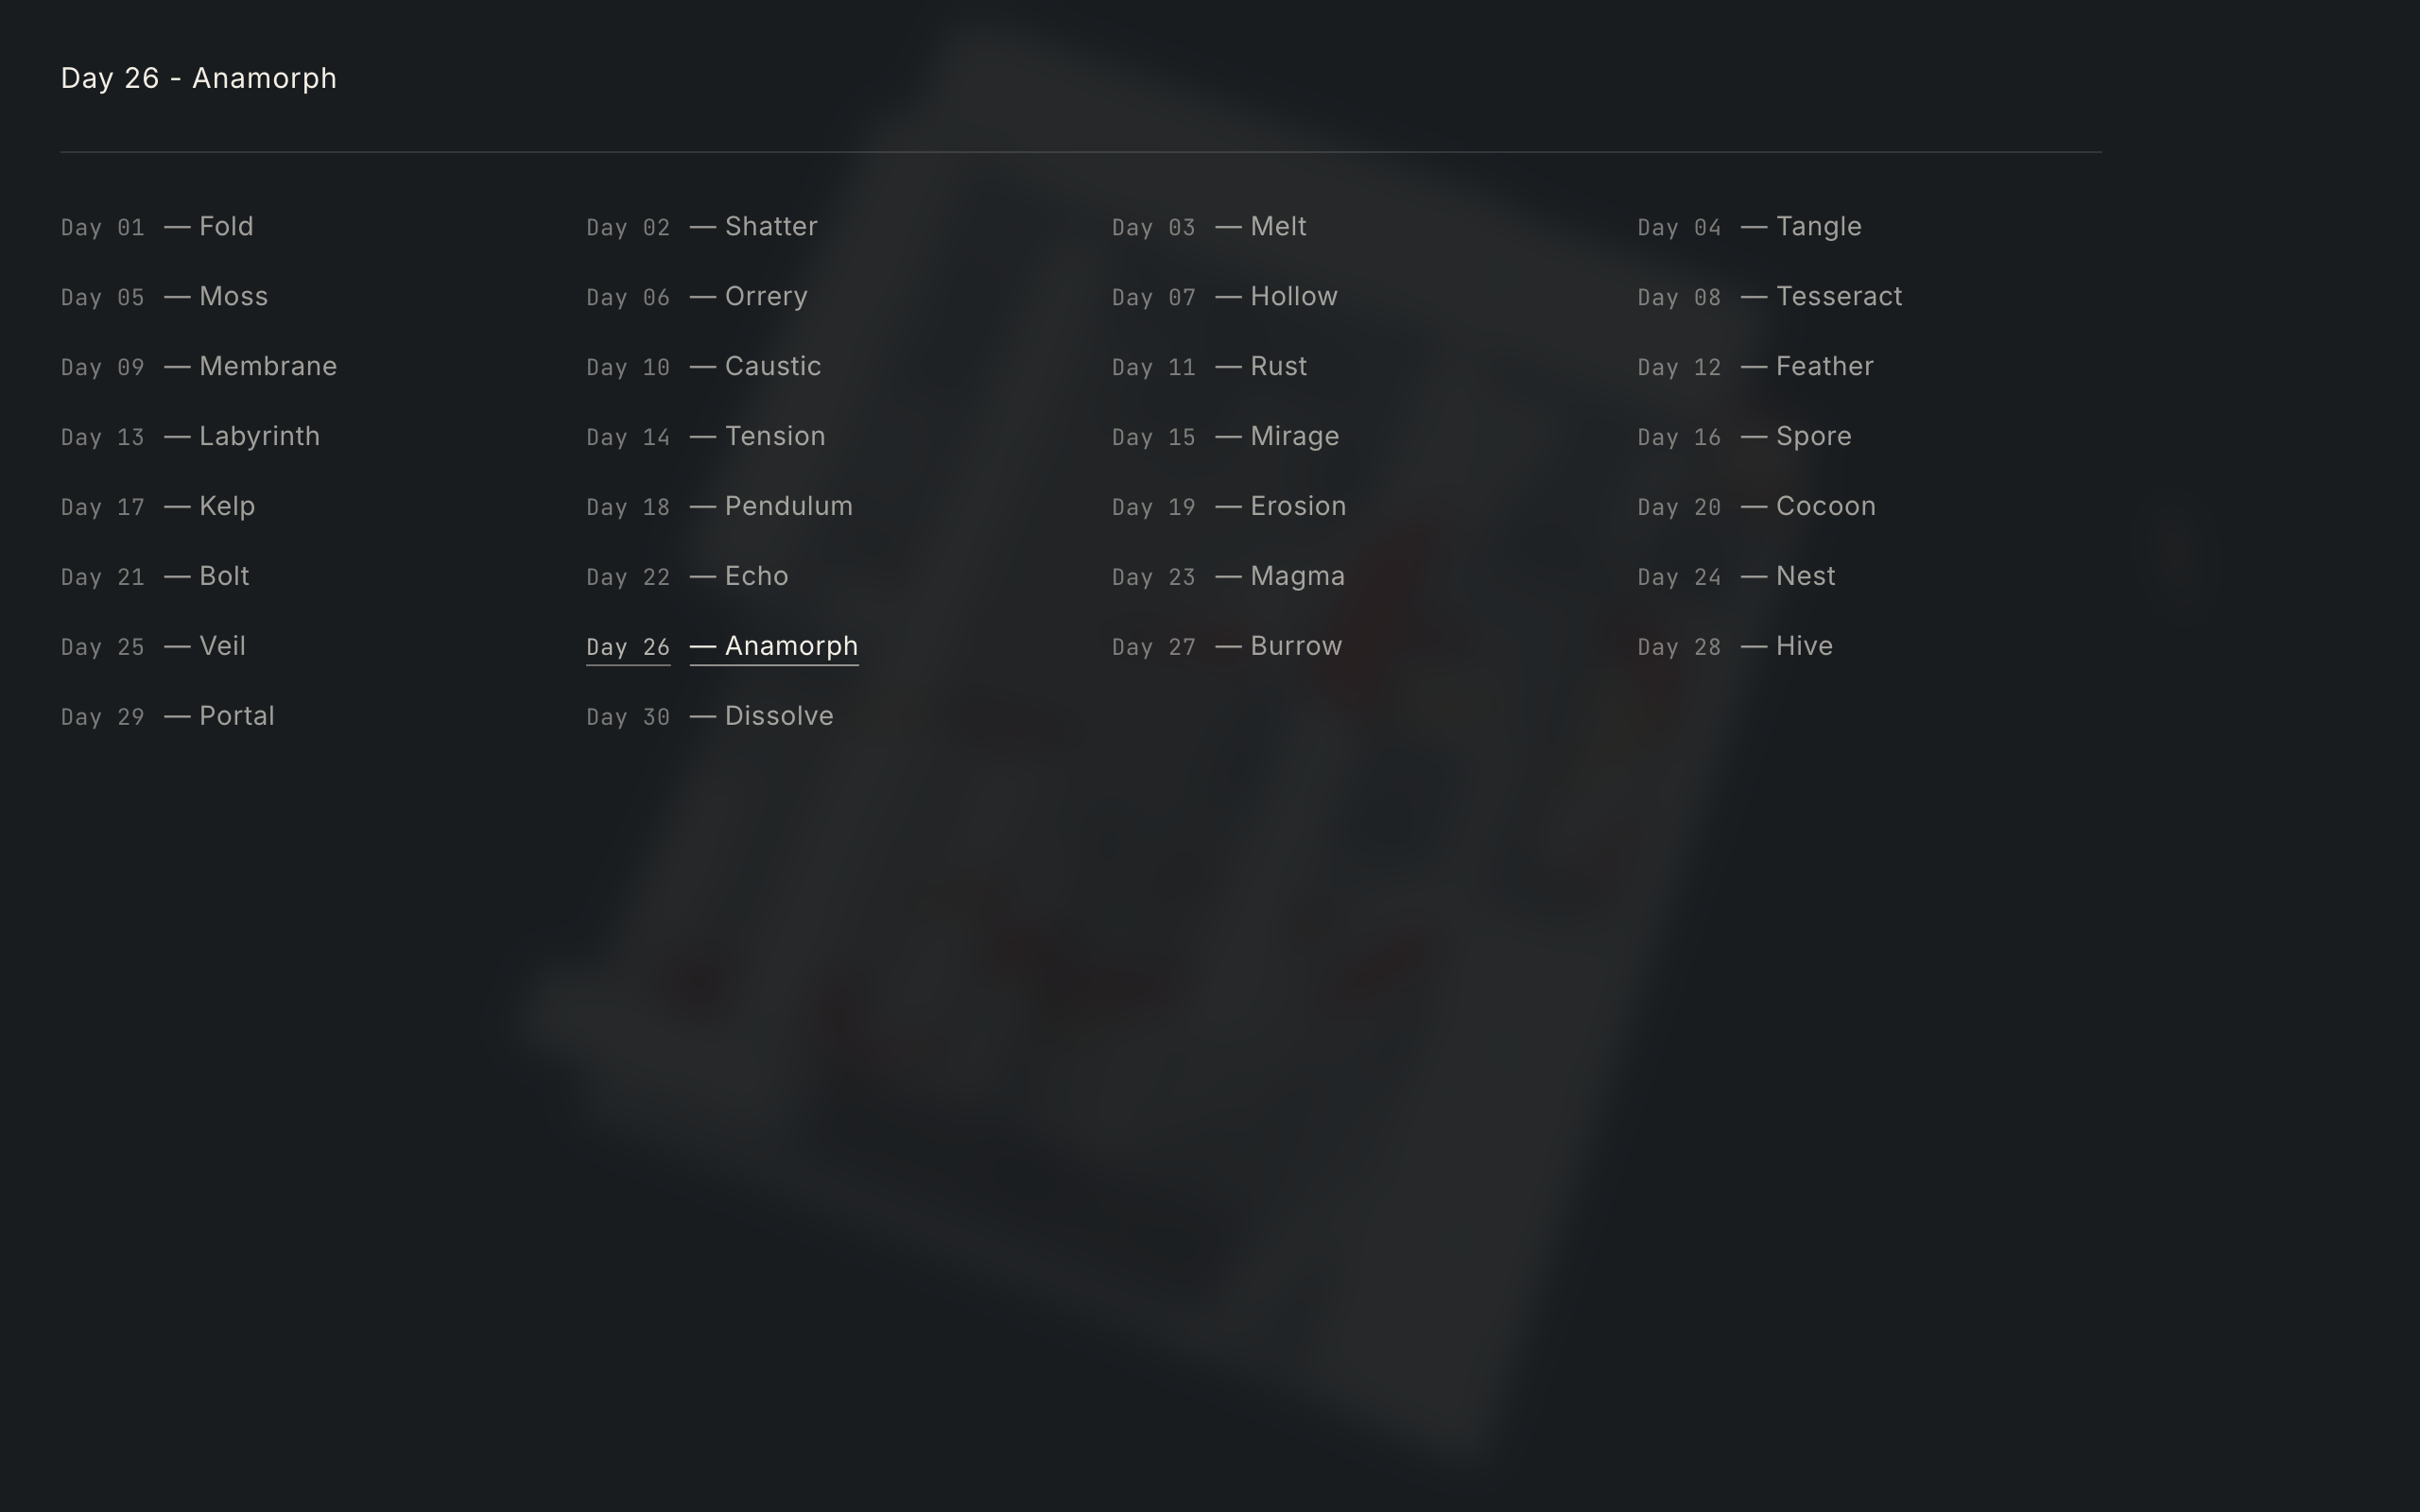 Day 26 - Anamorph
Day 01 — Fold Day 02 — Shatter Day 03 — Melt Day 04 — Tangle
Day 05 — Moss Day 06 — Orrery Day 07 — Hollow Day 08 — Tesseract
Day 09 — Membrane Day 10 — Caustic Day 11 — Rust Day 12 — Feather
Day 13 — Labyrinth Day 14 — Tension Day 15 — Mirage Day 16 — Spore
Day 17 — Kelp Day 18 — Pendulum Day 19 — Erosion Day 20 — Cocoon
Day 21 — Bolt Day 22 — Echo Day 23 — Magma Day 24 — Nest
Day 25 — Veil Day 26 — Anamorph Day 27 — Burrow Day 28 — Hive
Day 29 — Portal Day 30 — Dissolve